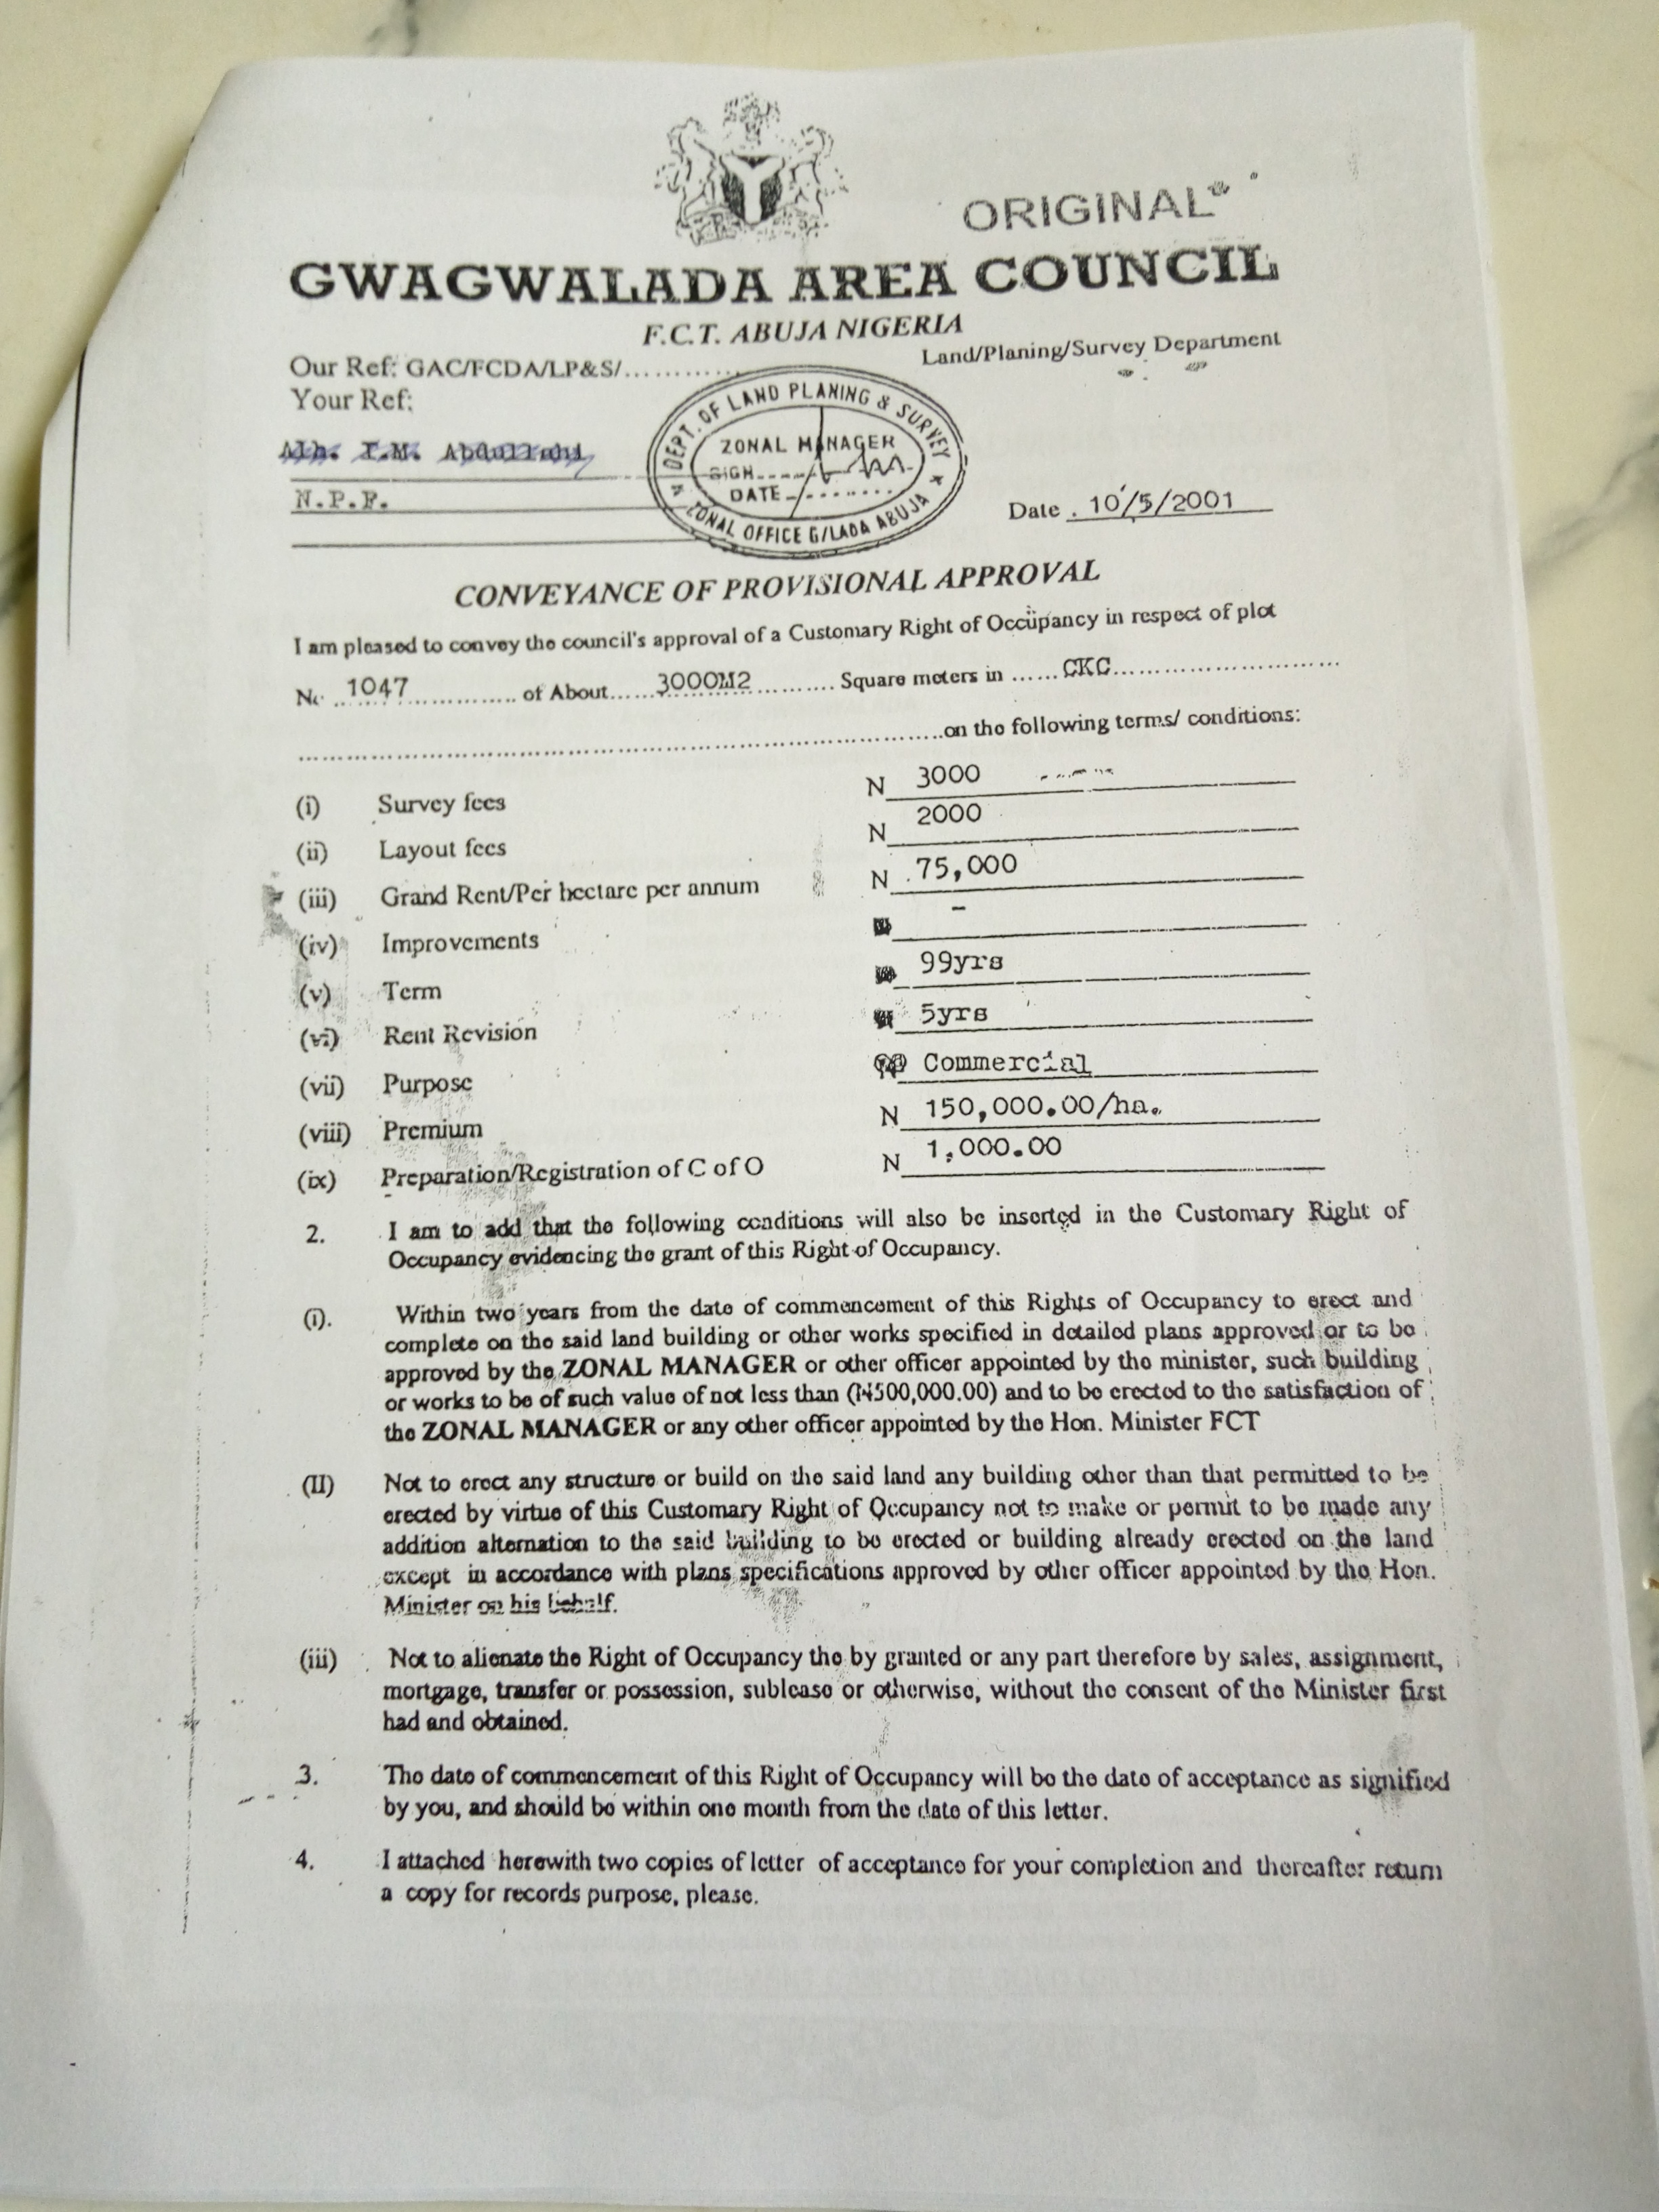 ORIGINAL
GWAGWALADA AREA COUNCIL
F.C.T. ABUJA NIGERIA
Land/Planing/Survey Department
Our Ref: GAC/FCDA/LP&S/............
Your Ref:
Alh. T.M. Abdullahi
N.P.F.
DEPT. OF LAND PLANING & SURVEY
ZONAL MANAGER
SIGN
DATE
ZONAL OFFICE G/LADA ABUJA
Date . 10/5/2001
CONVEYANCE OF PROVISIONAL APPROVAL
I am pleased to convey the council's approval of a Customary Right of Occupancy in respect of plot
No 1047 of About 3000M2 Square meters in CKC
on the following terms/ conditions:
(i) Survey fees N 3000
(ii) Layout fees N 2000
(iii) Grand Rent/Per hectare per annum N 75,000
(iv) Improvements -
(v) Term 99yrs
(vi) Rent Revision 5yrs
(vii) Purpose Commercial
(viii) Premium N 150,000.00/ha.
(ix) Preparation/Registration of C of O N 1,000.00
2. I am to add that the following conditions will also be inserted in the Customary Right of
Occupancy evidencing the grant of this Right of Occupancy.
(i). Within two years from the date of commencement of this Rights of Occupancy to erect and
complete on the said land building or other works specified in detailed plans approved or to be
approved by the ZONAL MANAGER or other officer appointed by the minister, such building
or works to be of such value of not less than (N500,000.00) and to be erected to the satisfaction of
the ZONAL MANAGER or any other officer appointed by the Hon. Minister FCT
(II) Not to erect any structure or build on the said land any building other than that permitted to be
erected by virtue of this Customary Right of Occupancy not to make or permit to be made any
addition alternation to the said building to be erected or building already erected on the land
except in accordance with plans specifications approved by other officer appointed by the Hon.
Minister on his behalf.
(iii) Not to alienate the Right of Occupancy the by granted or any part therefore by sales, assignment,
mortgage, transfer or possession, sublease or otherwise, without the consent of the Minister first
had and obtained.
3. The date of commencement of this Right of Occupancy will be the date of acceptance as signified
by you, and should be within one month from the date of this letter.
4. I attached herewith two copies of letter of acceptance for your completion and thereafter return
a copy for records purpose, please.